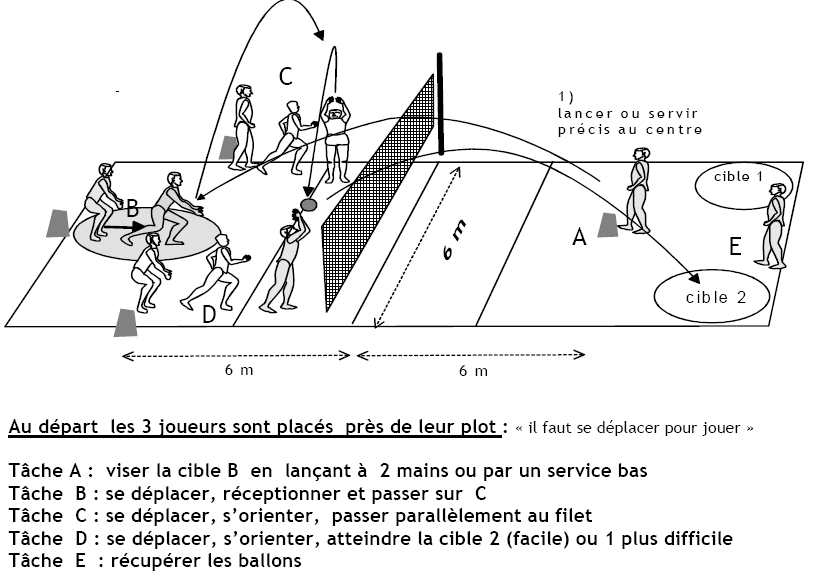 C
1)
lancer ou servir
précis au centre
cible 1
B
A
E
6 m
cible 2
D
6 m
6 m
Au départ les 3 joueurs sont placés près de leur plot : « il faut se déplacer pour jouer »
Tâche A : viser la cible B en lançant à 2 mains ou par un service bas
Tâche B : se déplacer, réceptionner et passer sur C
Tâche C : se déplacer, s’orienter, passer parallèlement au filet
Tâche D : se déplacer, s’orienter, atteindre la cible 2 (facile) ou 1 plus difficile
Tâche E : récupérer les ballons